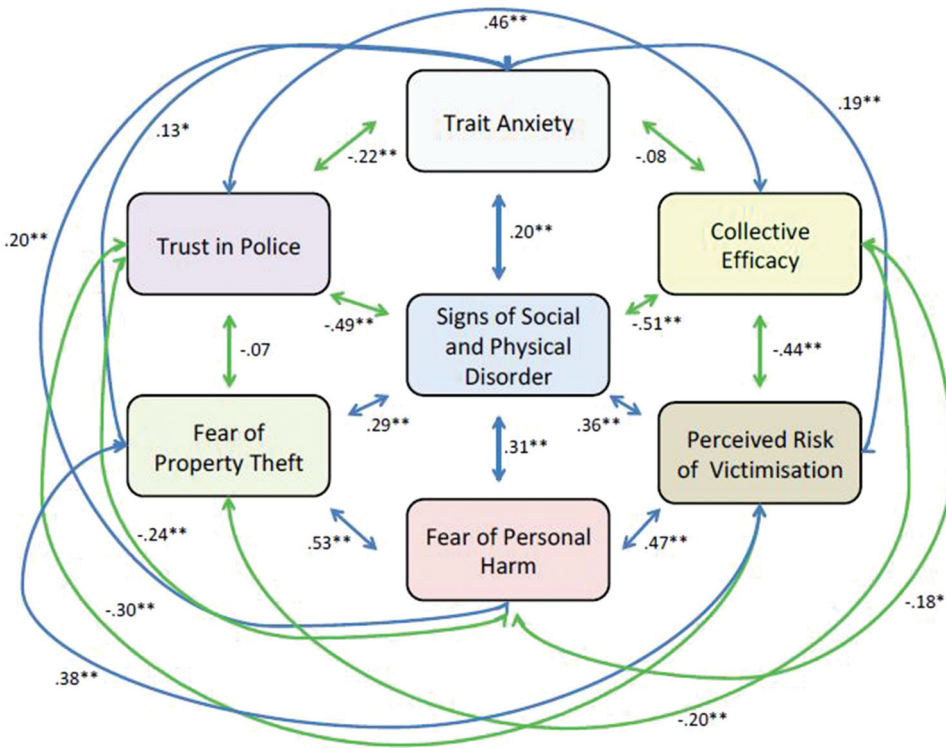 .46**
Trait Anxiety
.13*
.19**
-.22**
-.08
Trust in Police
.20**
.20**
Collective
Efficacy
-.49**
Signs of Social
and Physical
Disorder
-.51**
-.07
-.44**
Fear of
Property Theft
.29**
.36**
Perceived Risk
of Victimisation
.31**
-.24**
.53**
Fear of Personal
Harm
.47**
-.30**
-.18*
.38**
-.20**